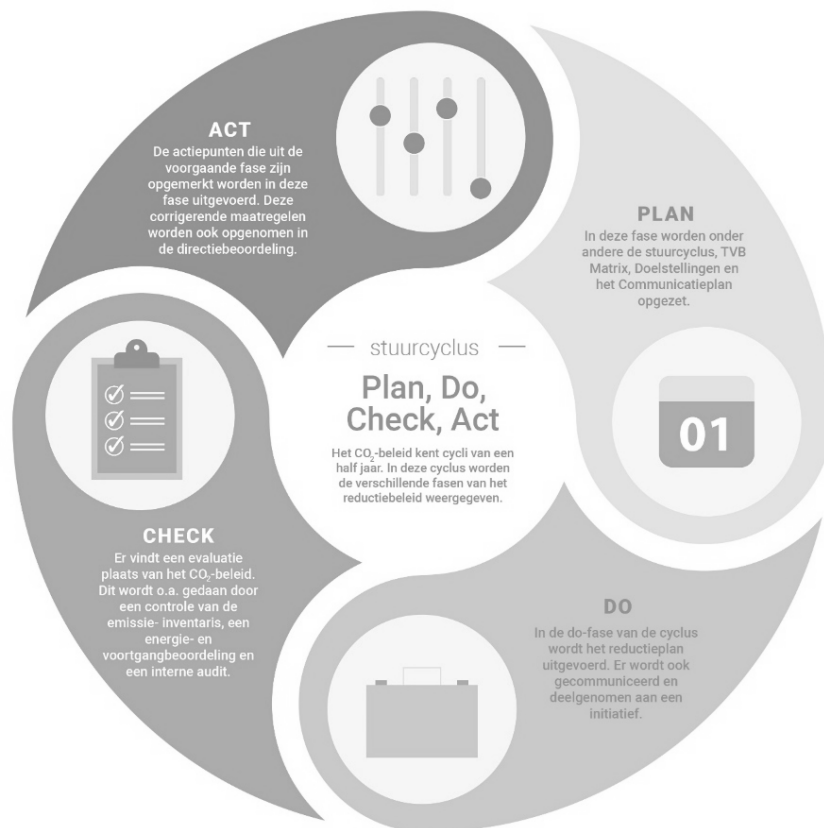 stuurcyclus
Plan, Do,
Check, Act
Het CO₂-beleid kent cycli van een
half jaar. In deze cyclus worden
de verschillende fasen van het
reductiebeleid weergegeven.
PLAN
In deze fase worden onder
andere de stuurcyclus, TVB
Matrix, Doelstellingen en
het Communicatieplan
opgezet.
01
DO
In de do-fase van de cyclus
wordt het reductieplan
uitgevoerd. Er wordt ook
gecommuniceerd en
deelgenomen aan een
initiatief.
CHECK
Er vindt een evaluatie
plaats van het CO₂-beleid.
Dit wordt o.a. gedaan door
een controle van de
emissie- inventaris, een
energie- en
voortgangbeoordeling en
een interne audit.
ACT
De actiepunten die uit de
voorgaande fase zijn
opgemerkt worden in deze
fase uitgevoerd. Deze
corrigerende maatregelen
worden ook opgenomen in
de directiebeoordeling.